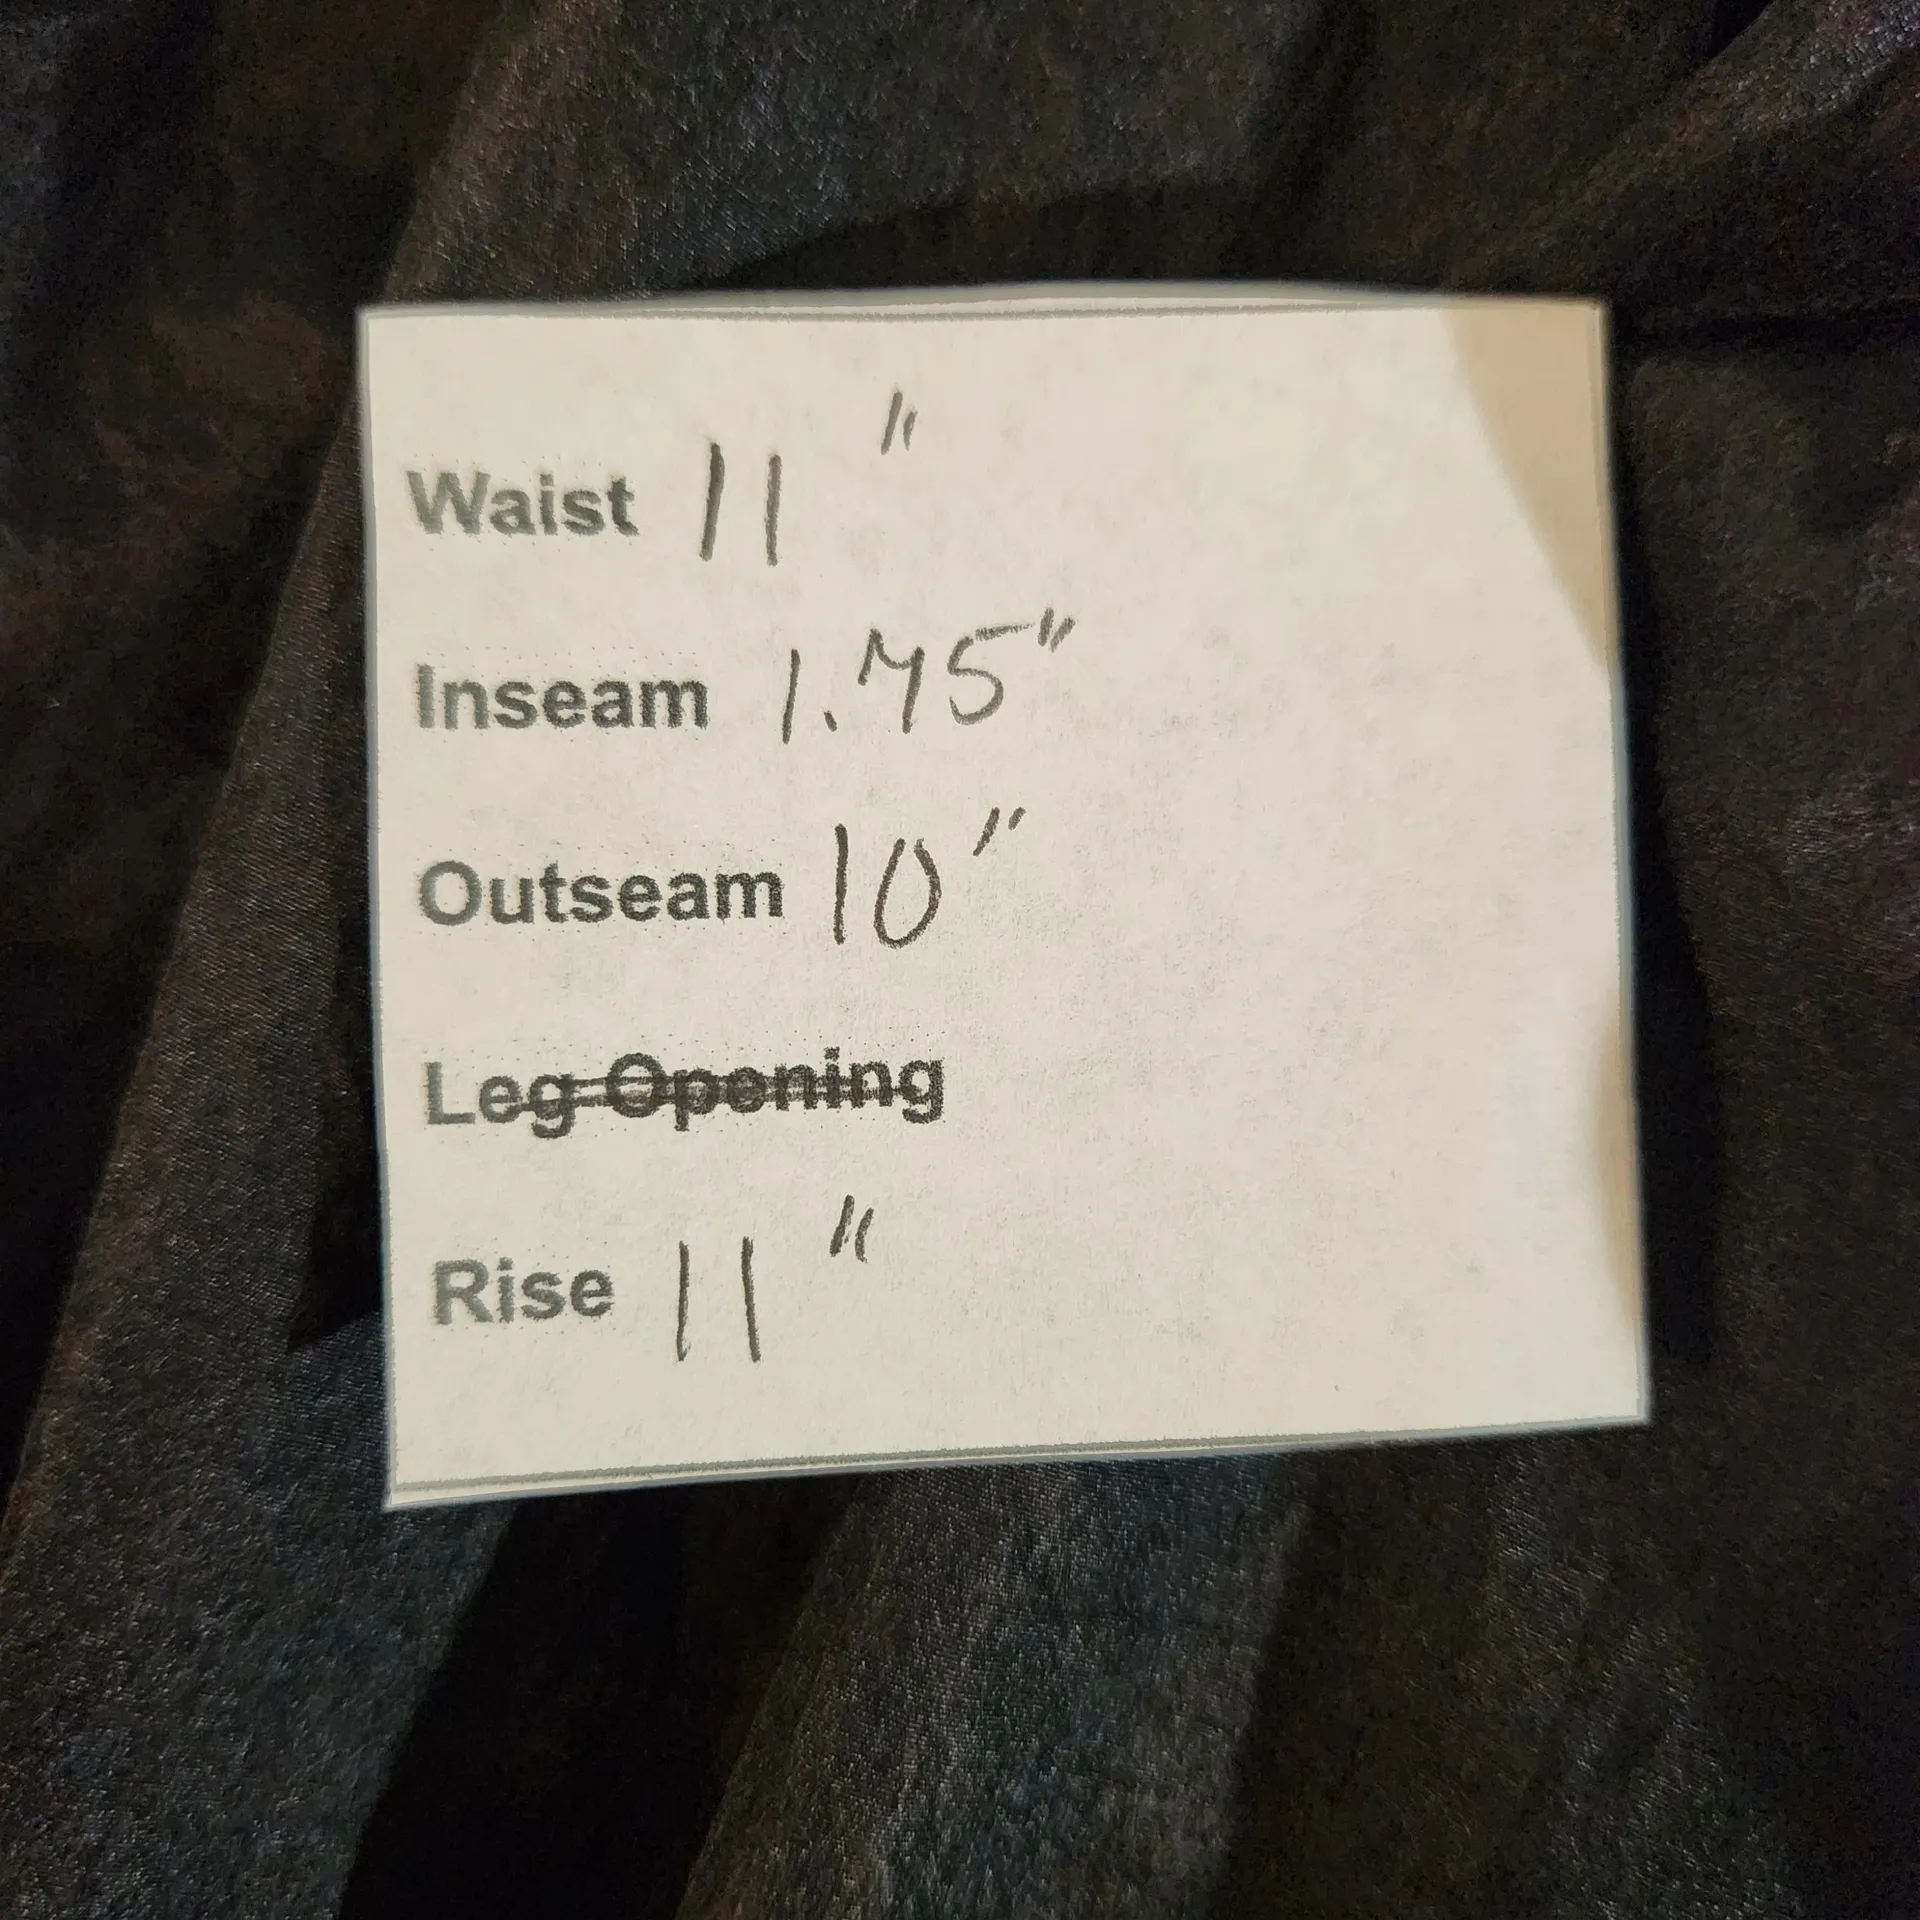 Waist 11"
Inseam 1.75"
Outseam 10"
Leg Opening
Rise 11"